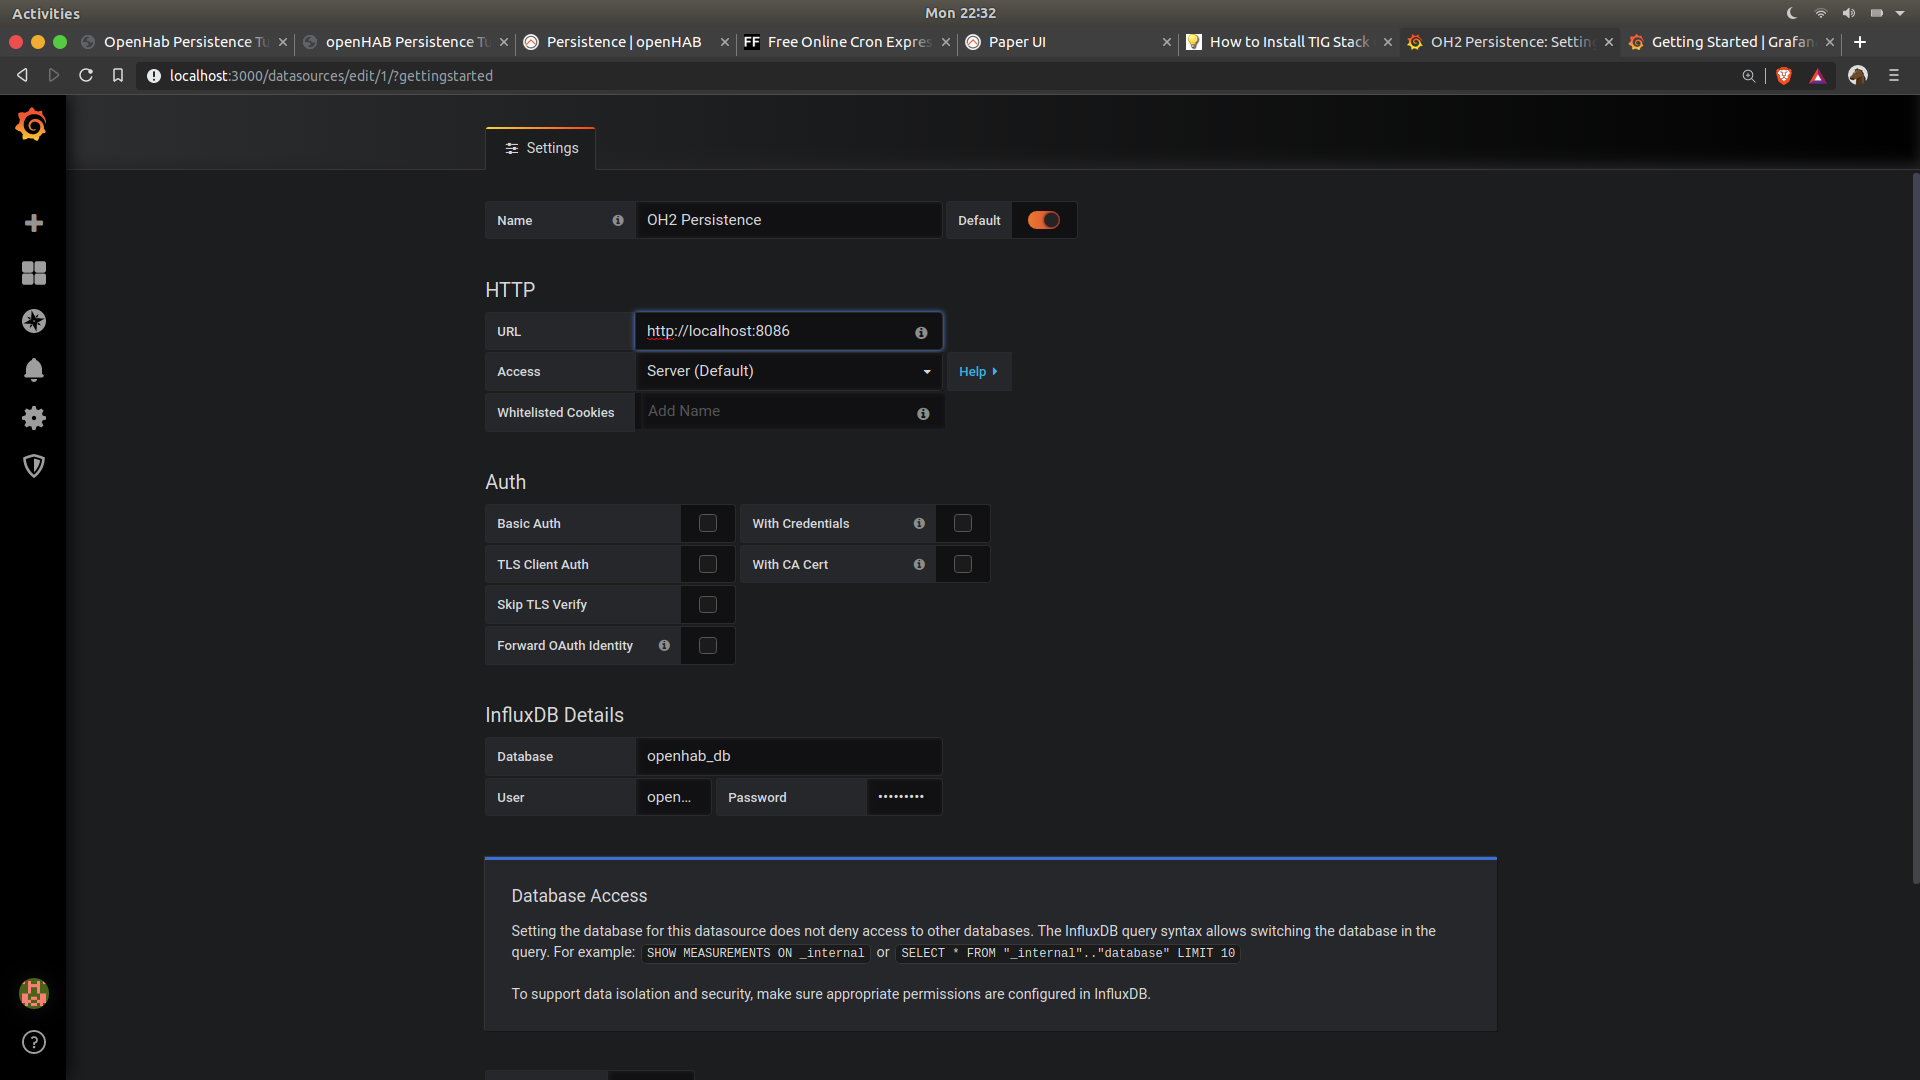 Activities
Mon 22:32
OpenHab Persistence Tu
openHAB Persistence Tu
Persistence | openHAB
FF Free Online Cron Expres
Paper UI
How to Install TIG Stack
OH2 Persistence: Setting
Getting Started | Grafan
localhost:3000/datasources/edit/1/?gettingstarted
Settings
Name
OH2 Persistence
Default
HTTP
URL
http://localhost:8086
Access
Server (Default)
Help
Whitelisted Cookies
Add Name
Auth
Basic Auth
With Credentials
TLS Client Auth
With CA Cert
Skip TLS Verify
Forward OAuth Identity
InfluxDB Details
Database
openhab_db
User
open...
Password
•••••••••
Database Access
Setting the database for this datasource does not deny access to other databases. The InfluxDB query syntax allows switching the database in the
query. For example: SHOW MEASUREMENTS ON _internal or SELECT * FROM "_internal".."database" LIMIT 10
To support data isolation and security, make sure appropriate permissions are configured in InfluxDB.